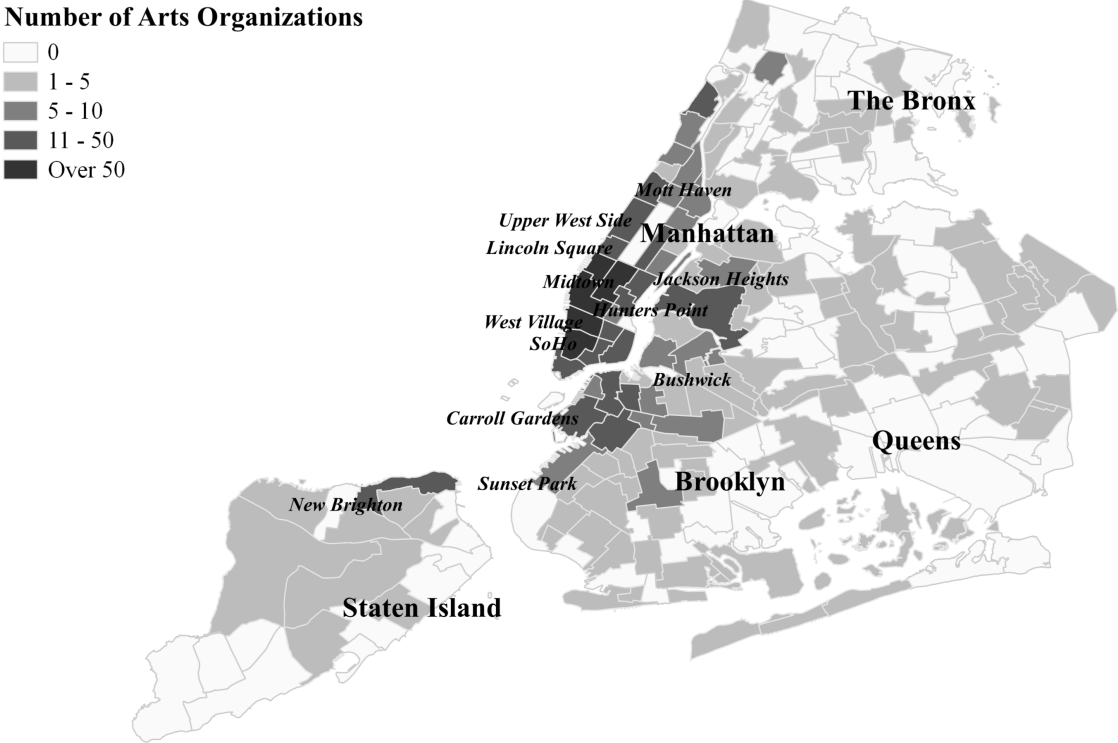 Number of Arts Organizations
0
1 - 5
5 - 10
11 - 50
Over 50
The Bronx
Mott Haven
Upper West Side
Manhattan
Lincoln Square
Midtown
Jackson Heights
Hunters Point
West Village
SoHo
Bushwick
Carroll Gardens
Queens
Sunset Park
Brooklyn
New Brighton
Staten Island